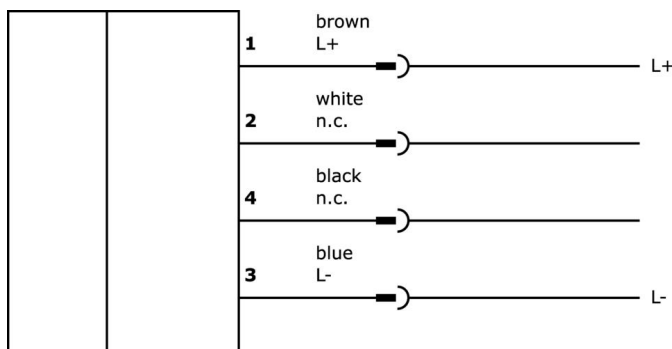 brown
1 L+ L+
white
2 n.c.
black
4 n.c.
blue
3 L- L-